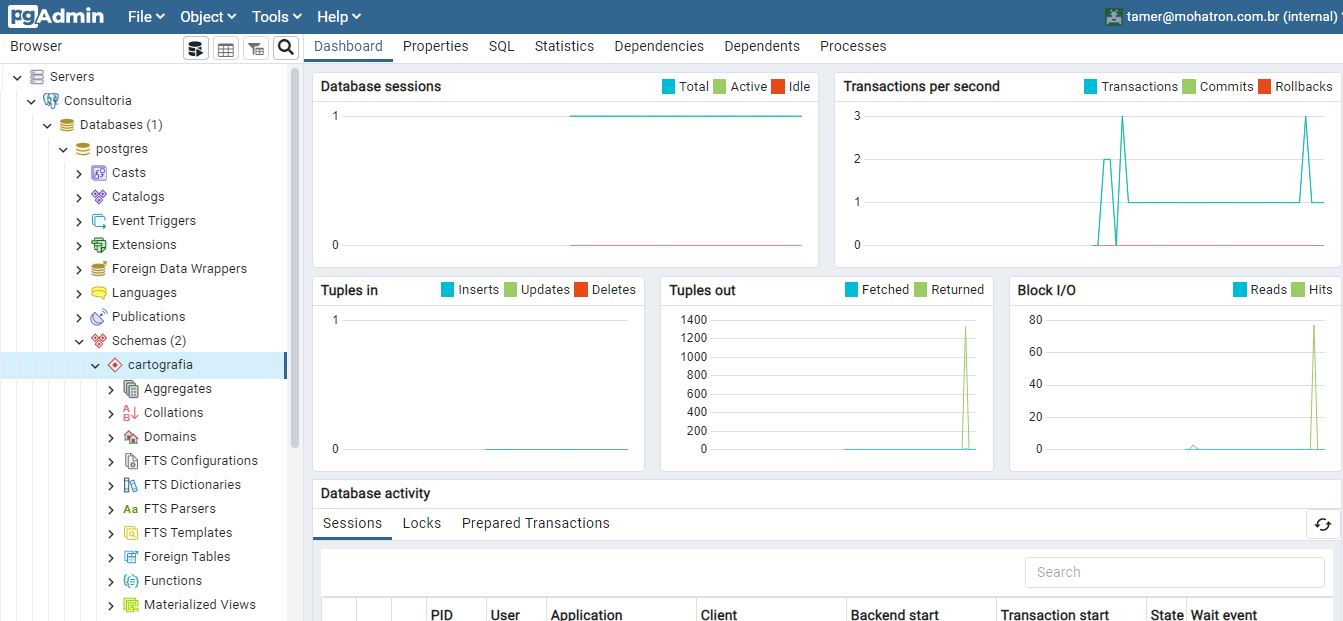 pgAdmin File Object Tools Help tamer@mohatron.com.br (internal)
Browser Dashboard Properties SQL Statistics Dependencies Dependents Processes
Servers
Consultoria
Databases (1)
postgres
Casts
Catalogs
Event Triggers
Extensions
Foreign Data Wrappers
Languages
Publications
Schemas (2)
cartografia
Aggregates
Collations
Domains
FTS Configurations
FTS Dictionaries
Aa FTS Parsers
FTS Templates
Foreign Tables
Functions
Materialized Views
Database sessions Total Active Idle
1
0
Transactions per second Transactions Commits Rollbacks
3
2
1
0
Tuples in Inserts Updates Deletes
1
0
Tuples out Fetched Returned
1400
1200
1000
800
600
400
200
0
Block I/O Reads Hits
80
60
40
20
0
Database activity
Sessions Locks Prepared Transactions
Search
PID User Application Client Backend start Transaction start State Wait event